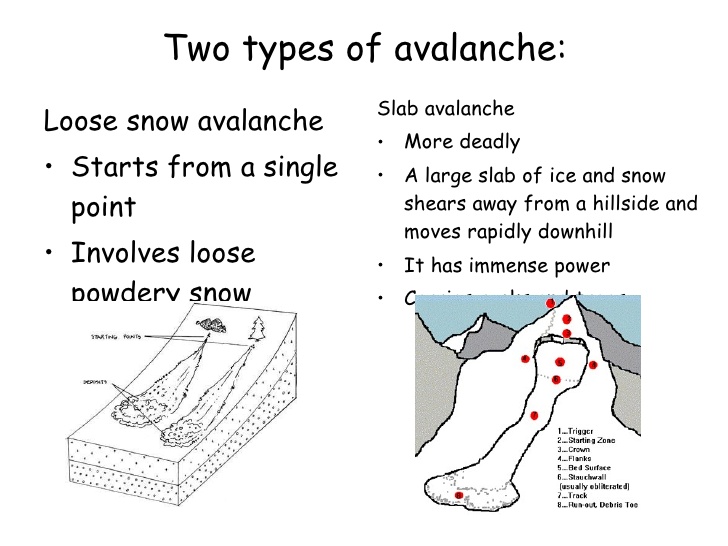 Two types of avalanche:
Loose snow avalanche
• Starts from a single
point
• Involves loose
powdery snow
STARTING POINTS
DEPOSITS
Slab avalanche
• More deadly
• A large slab of ice and snow
shears away from a hillside and
moves rapidly downhill
• It has immense power
•
1...Trigger
2...Starting Zone
3...Crown
4...Flanks
5...Bed Surface
6...Stauchwall
(usually obliterated)
7...Track
8...Run-out, Debris Toe